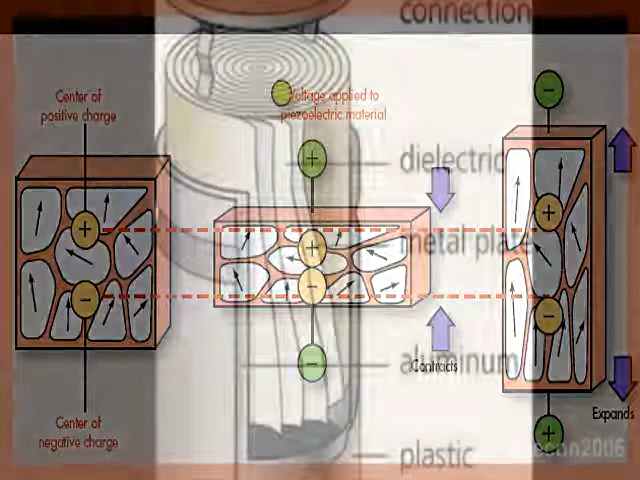 connection
Center of
positive charge
Voltage applied to
piezoelectric material
dielectric
metal plate
aluminum
Contracts
Expands
Center of
negative charge
plastic
econ2006